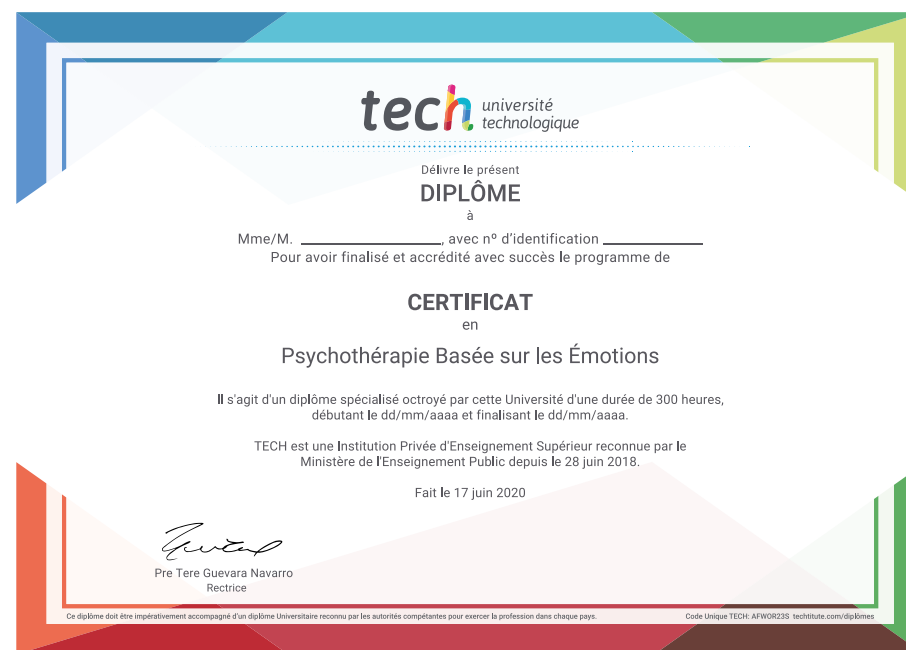 tech université
technologique
Délivre le présent
DIPLÔME
à
Mme/M. ____________________, avec nº d'identification ______________
Pour avoir finalisé et accrédité avec succès le programme de
CERTIFICAT
en
Psychothérapie Basée sur les Émotions
Il s'agit d'un diplôme spécialisé octroyé par cette Université d'une durée de 300 heures,
débutant le dd/mm/aaaa et finalisant le dd/mm/aaaa.
TECH est une Institution Privée d'Enseignement Supérieur reconnue par le
Ministère de l'Enseignement Public depuis le 28 juin 2018.
Fait le 17 juin 2020
Pre Tere Guevara Navarro
Rectrice
Ce diplôme doit être impérativement accompagné d'un diplôme Universitaire reconnu par les autorités compétentes pour exercer la profession dans chaque pays.
Code Unique TECH: AFWOR23S techtitute.com/diplômes